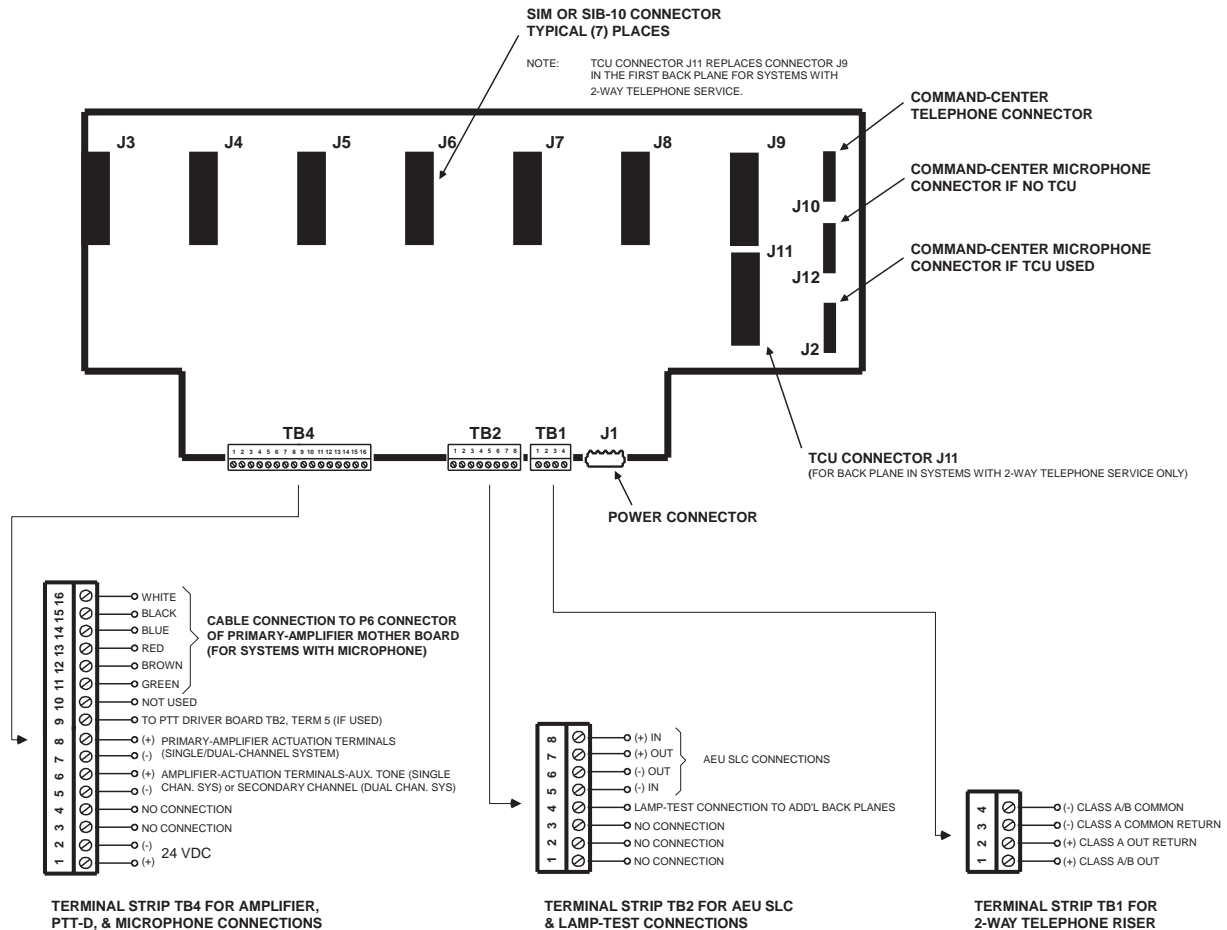 SIM OR SIB-10 CONNECTOR
TYPICAL (7) PLACES
NOTE: TCU CONNECTOR J11 REPLACES CONNECTOR J9
IN THE FIRST BACK PLANE FOR SYSTEMS WITH
2-WAY TELEPHONE SERVICE.
COMMAND-CENTER
TELEPHONE CONNECTOR
COMMAND-CENTER MICROPHONE
CONNECTOR IF NO TCU
COMMAND-CENTER MICROPHONE
CONNECTOR IF TCU USED
J3 J4 J5 J6 J7 J8 J9
J10
J11
J12
J2
TB4 TB2 TB1 J1
1 2 3 4 5 6 7 8 9 10 11 12 13 14 15 16
1 2 3 4 5 6 7 8
1 2 3 4
TCU CONNECTOR J11
(FOR BACK PLANE IN SYSTEMS WITH 2-WAY TELEPHONE SERVICE ONLY)
POWER CONNECTOR
16 WHITE
15 BLACK
14 BLUE
13 RED
12 BROWN
11 GREEN
CABLE CONNECTION TO P6 CONNECTOR
OF PRIMARY-AMPLIFIER MOTHER BOARD
(FOR SYSTEMS WITH MICROPHONE)
10 NOT USED
9 TO PTT DRIVER BOARD TB2, TERM 5 (IF USED)
8 (+) PRIMARY-AMPLIFIER ACTUATION TERMINALS
7 (-) (SINGLE/DUAL-CHANNEL SYSTEM)
6 (+) AMPLIFIER-ACTUATION TERMINALS-AUX. TONE (SINGLE
5 (-) CHAN. SYS) or SECONDARY CHANNEL (DUAL CHAN. SYS)
4 NO CONNECTION
3 NO CONNECTION
2 (-)
24 VDC
1 (+)
TERMINAL STRIP TB4 FOR AMPLIFIER,
PTT-D, & MICROPHONE CONNECTIONS
8 (+) IN
7 (+) OUT
6 (-) OUT
5 (-) IN
AEU SLC CONNECTIONS
4 LAMP-TEST CONNECTION TO ADD'L BACK PLANES
3 NO CONNECTION
2 NO CONNECTION
1 NO CONNECTION
TERMINAL STRIP TB2 FOR AEU SLC
& LAMP-TEST CONNECTIONS
4 (-) CLASS A/B COMMON
3 (-) CLASS A COMMON RETURN
2 (+) CLASS A OUT RETURN
1 (+) CLASS A/B OUT
TERMINAL STRIP TB1 FOR
2-WAY TELEPHONE RISER